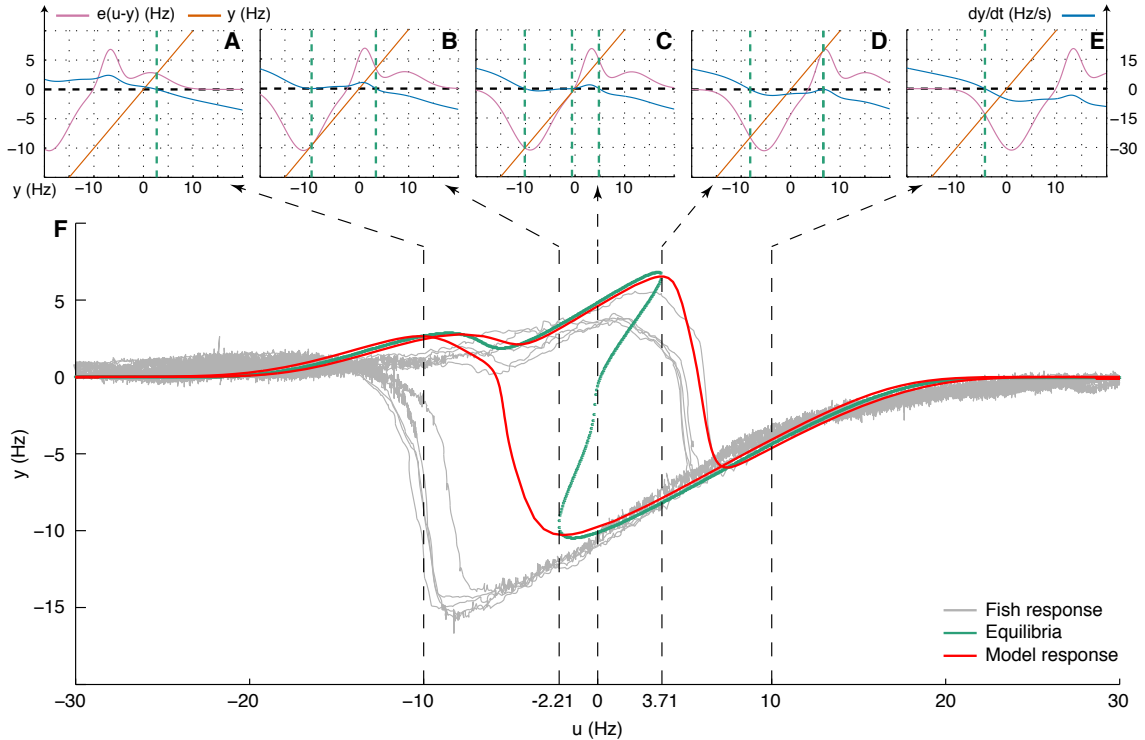 e(u-y) (Hz) y (Hz) dy/dt (Hz/s)
A B C D E
5 15
0 0
−5 −15
−10 −30
y (Hz) −10 0 10 −10 0 10 −10 0 10 −10 0 10 −10 0 10
F
5
0
−5
−10
−15
y (Hz)
Fish response
Equilibria
Model response
−30 −20 −10 -2.21 0 3.71 10 20 30
u (Hz)